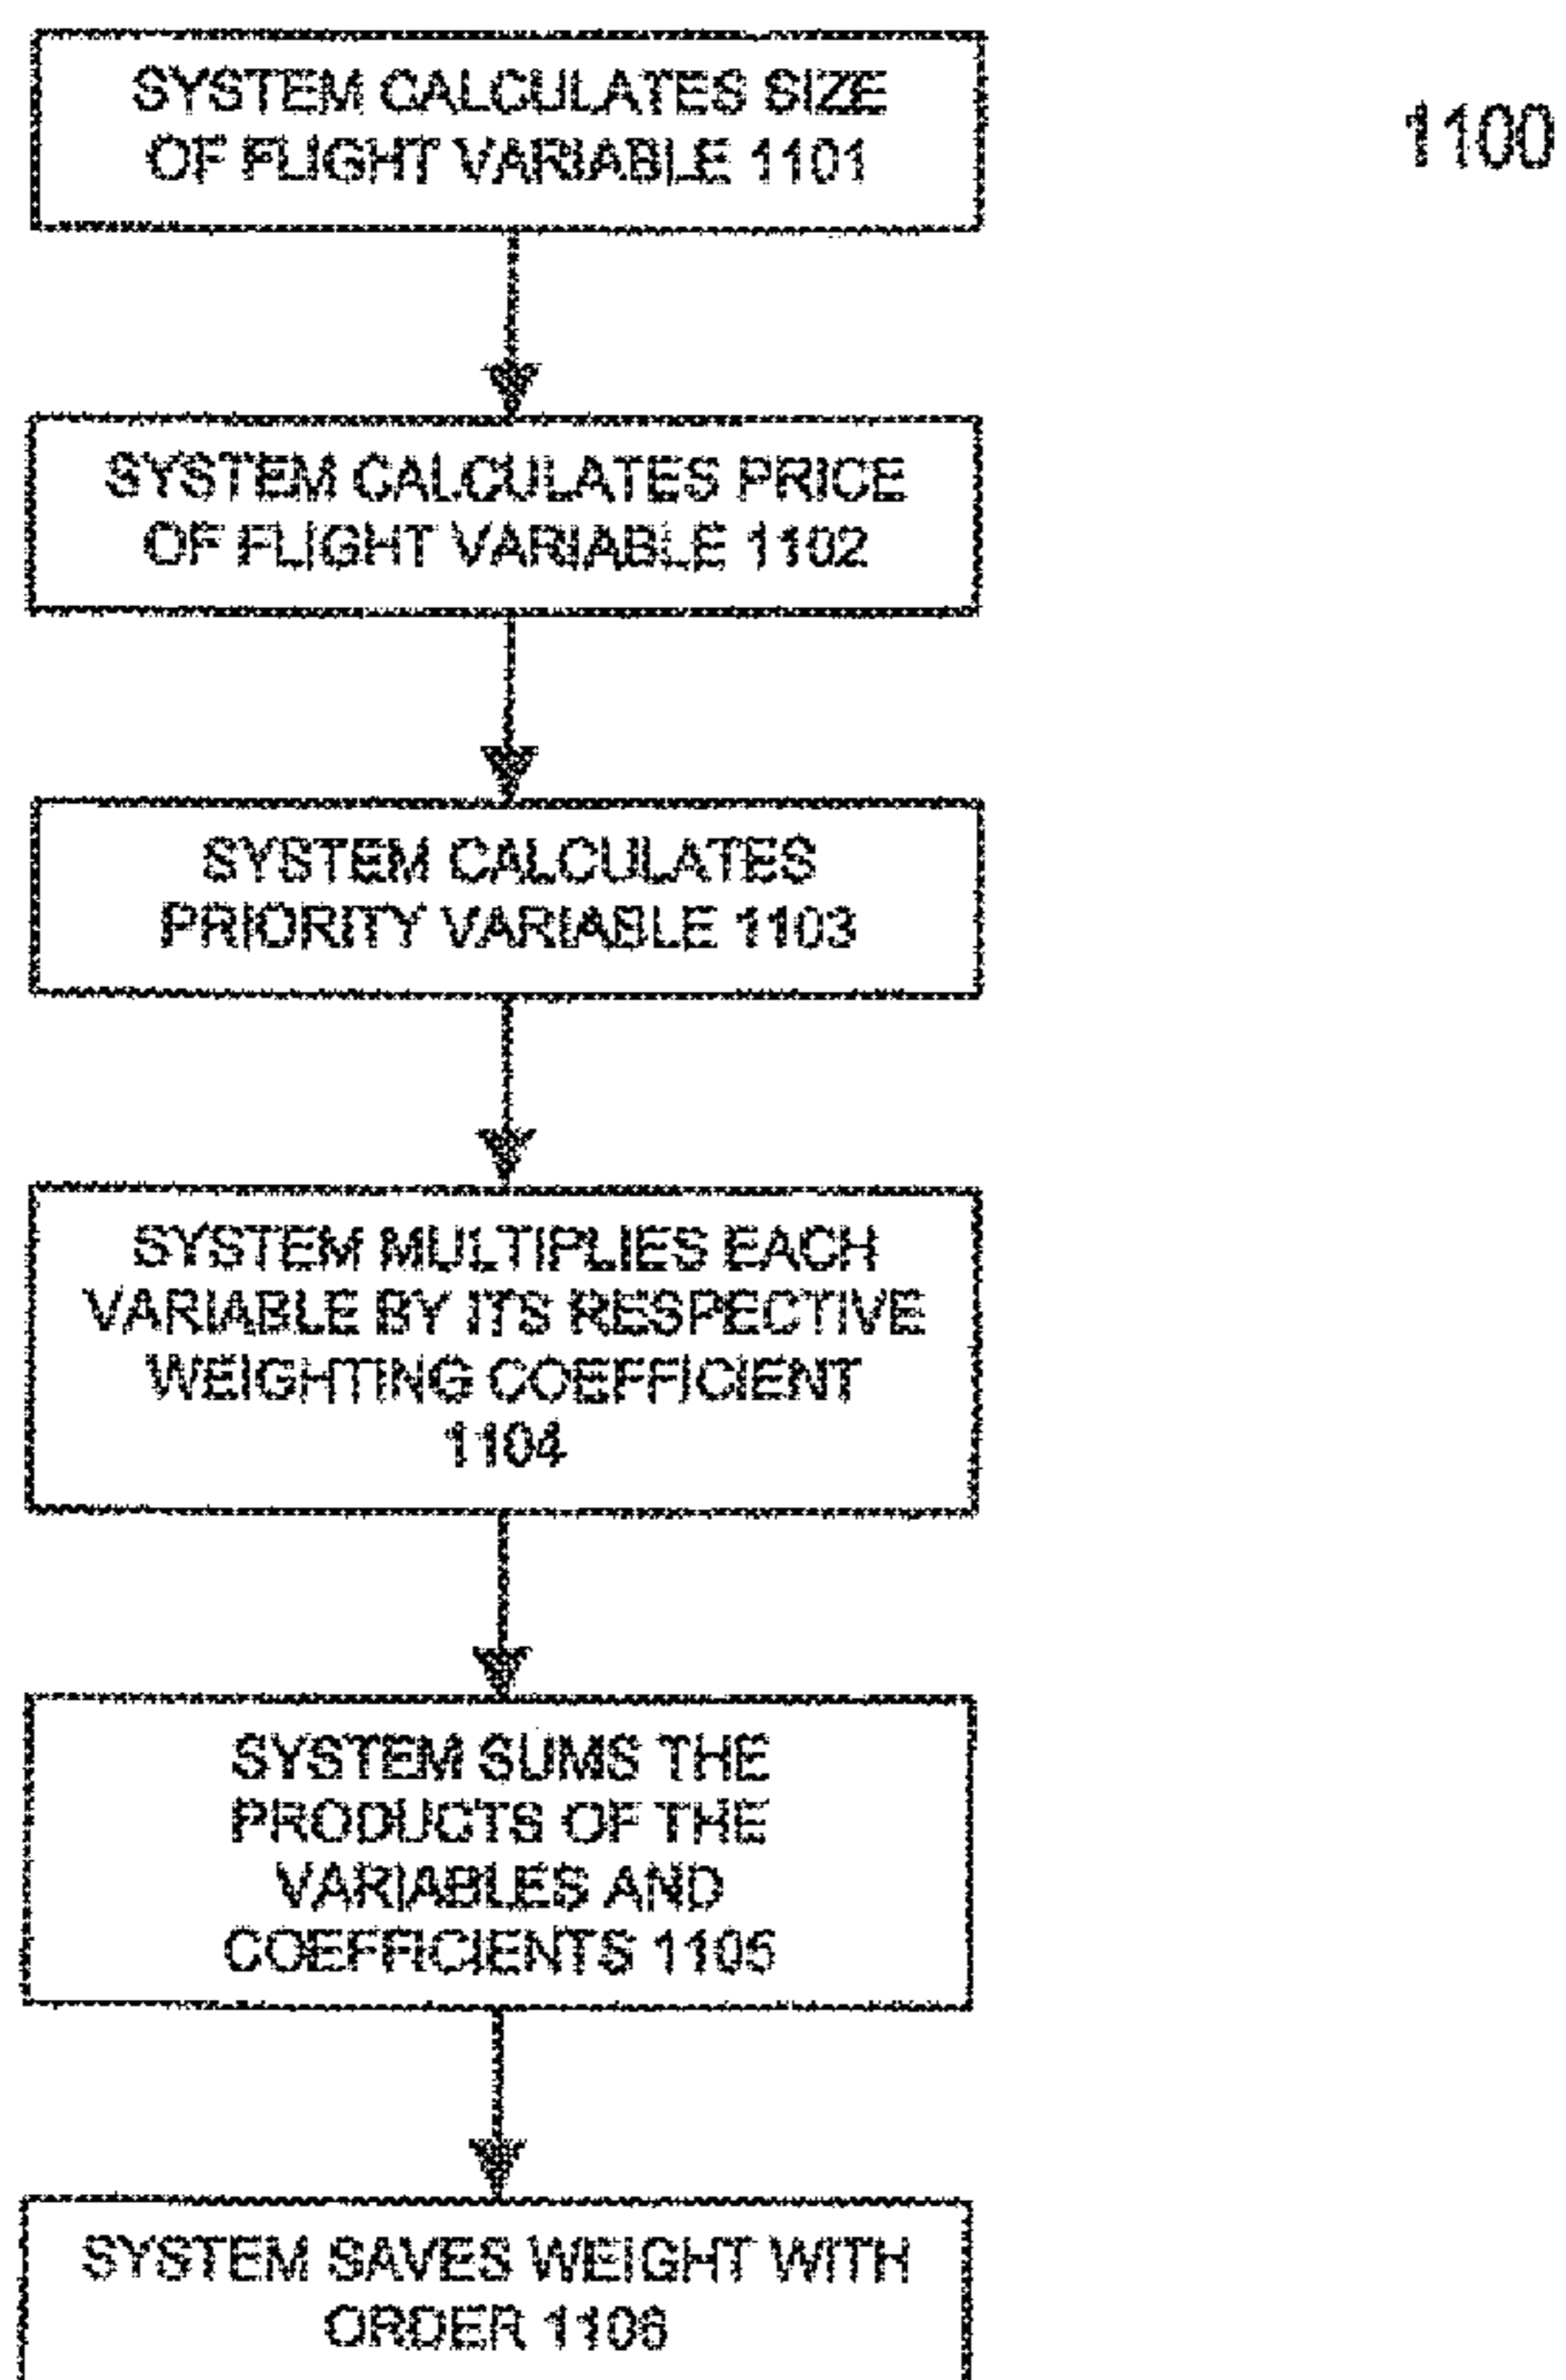 SYSTEM CALCULATES SIZE
OF FLIGHT VARIABLE 1101
1100
SYSTEM CALCULATES PRICE
OF FLIGHT VARIABLE 1102
SYSTEM CALCULATES
PRIORITY VARIABLE 1103
SYSTEM MULTIPLIES EACH
VARIABLE BY ITS RESPECTIVE
WEIGHTING COEFFICIENT
1104
SYSTEM SUMS THE
PRODUCTS OF THE
VARIABLES AND
COEFFICIENTS 1105
SYSTEM SAVES WEIGHT WITH
ORDER 1106